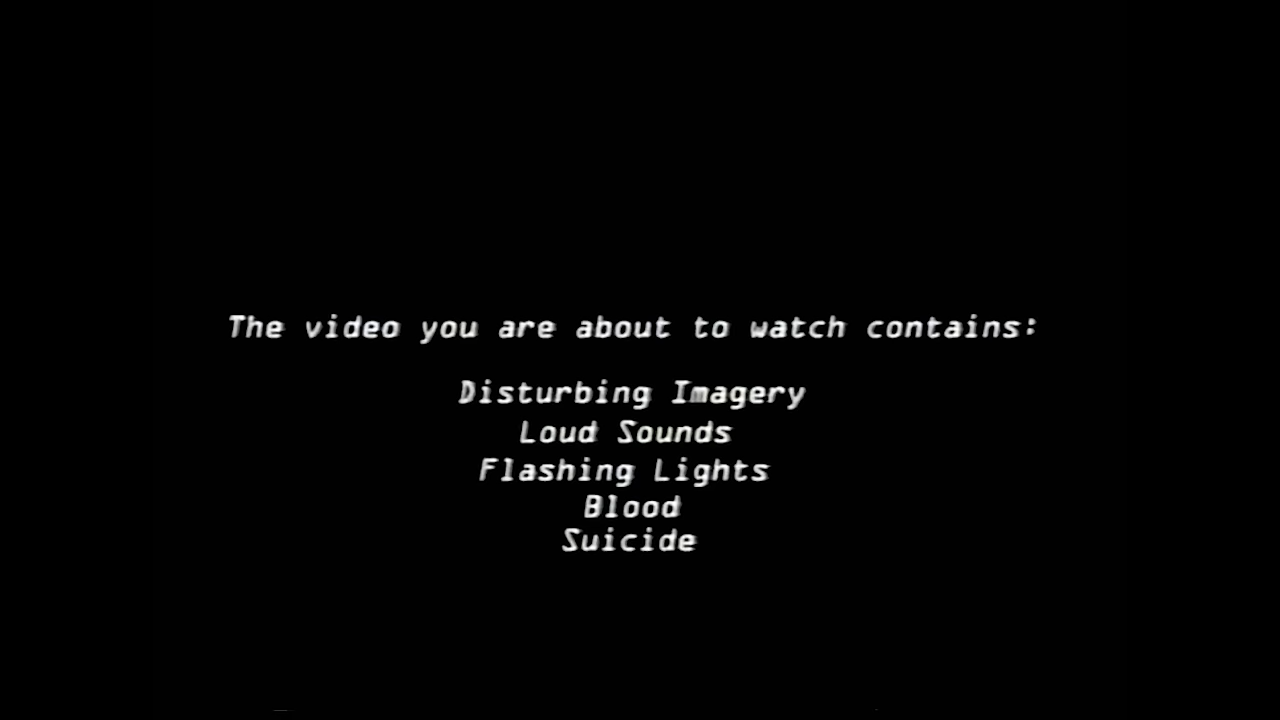 The video you are about to watch contains:
Disturbing Imagery
Loud Sounds
Flashing Lights
Blood
Suicide